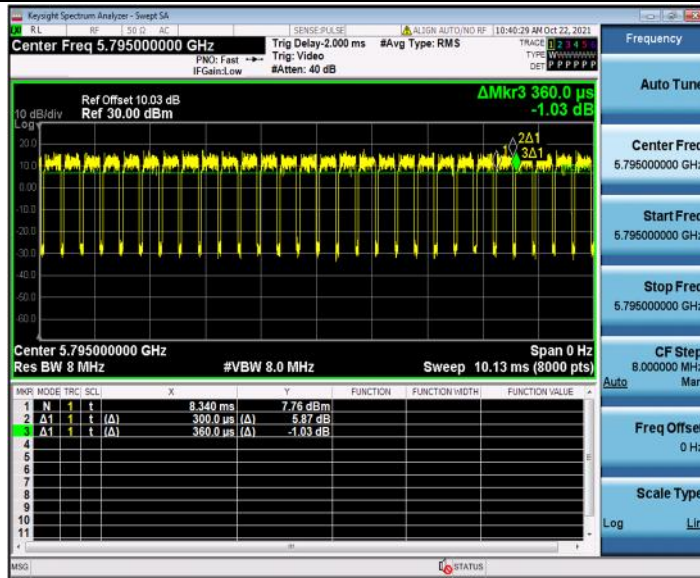 Keysight Spectrum Analyzer - Swept SA
RL RF 50 Ω AC SENSE:PULSE ALIGN AUTO/NO RF 10:40:29 AM Oct 22, 2021
Center Freq 5.795000000 GHz Trig Delay-2.000 ms #Avg Type: RMS TRACE 1 2 3 4 5 6 Frequency
PNO: Fast Trig: Video TYPE W
IFGain:Low #Atten: 40 dB DET P P P P P P
Auto Tune
Ref Offset 10.03 dB ΔMkr3 360.0 µs
10 dB/div Ref 30.00 dBm -1.03 dB
Log
20.0
10.0
0.00
-10.0
-20.0
-30.0
-40.0
-50.0
-60.0
1 2Δ1
3Δ1
Center Freq
5.795000000 GHz
Start Freq
5.795000000 GHz
Stop Freq
5.795000000 GHz
Center 5.795000000 GHz Span 0 Hz
Res BW 8 MHz #VBW 8.0 MHz Sweep 10.13 ms (8000 pts)
CF Step
8.000000 MHz
Auto Man
MKR MODE TRC SCL X Y FUNCTION FUNCTION WIDTH FUNCTION VALUE
1 N 1 t 8.340 ms 7.76 dBm
2 Δ1 1 t (Δ) 300.0 µs (Δ) 5.87 dB
3 Δ1 1 t (Δ) 360.0 µs (Δ) -1.03 dB
4
5
6
7
8
9
10
11
Freq Offset
0 Hz
Scale Type
Log Lin
MSG STATUS